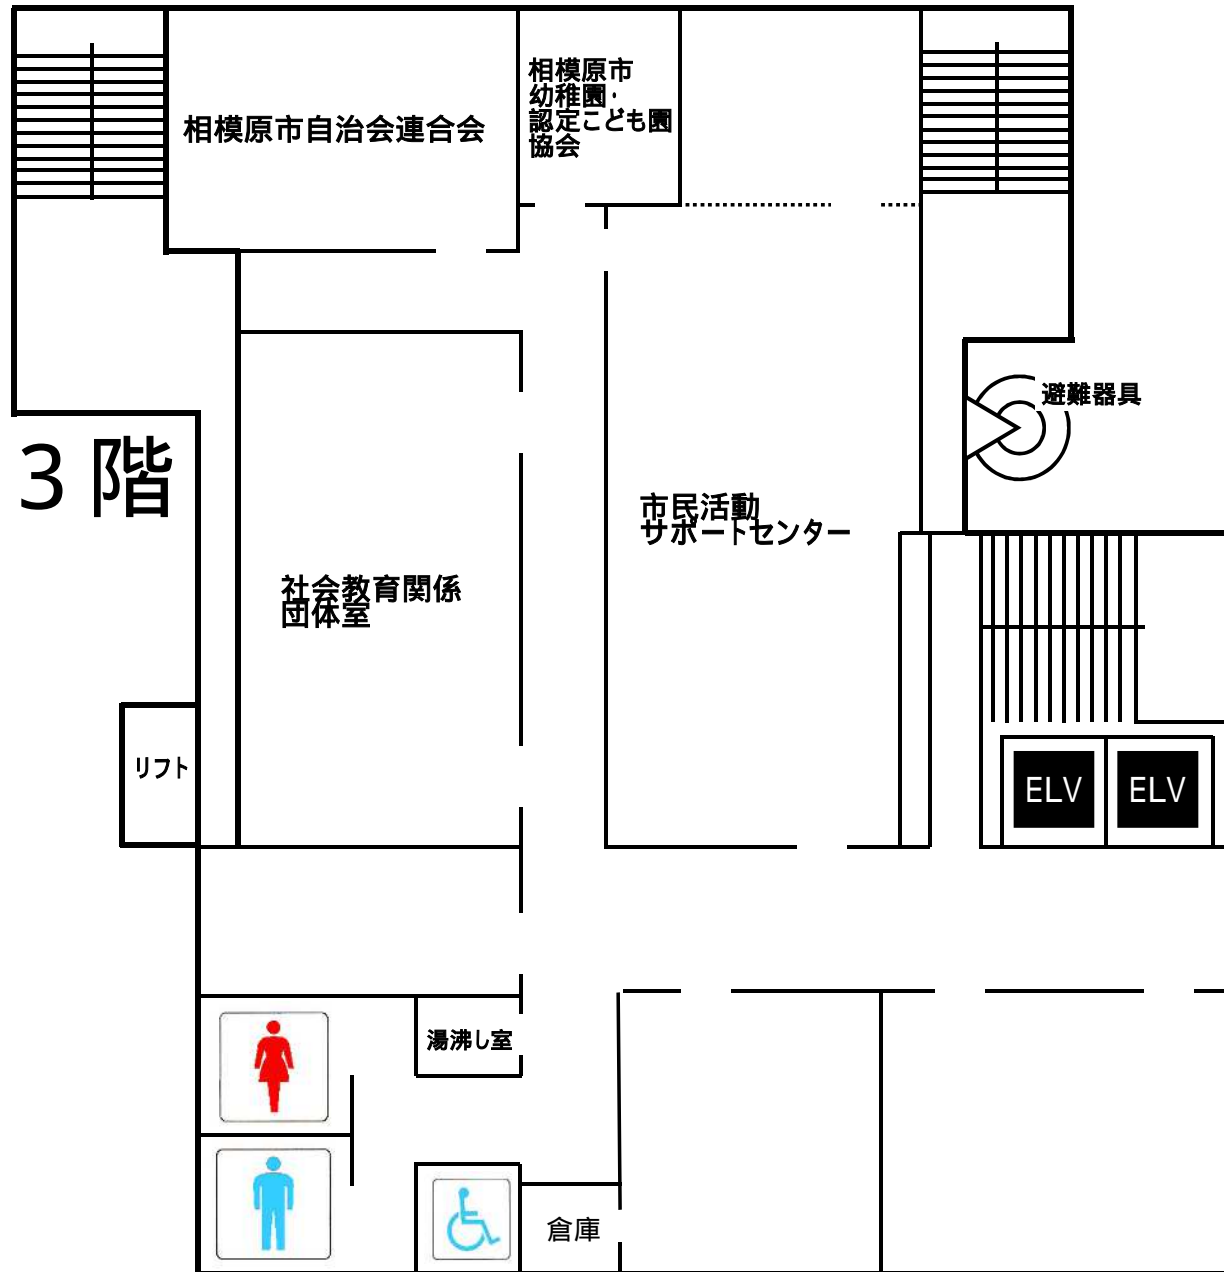 相模原市自治会連合会
相模原市
幼稚園・
認定こども園
協会
避難器具
3階
市民活動
サポートセンター
社会教育関係
団体室
リフト
ELV
ELV
湯沸し室
倉庫